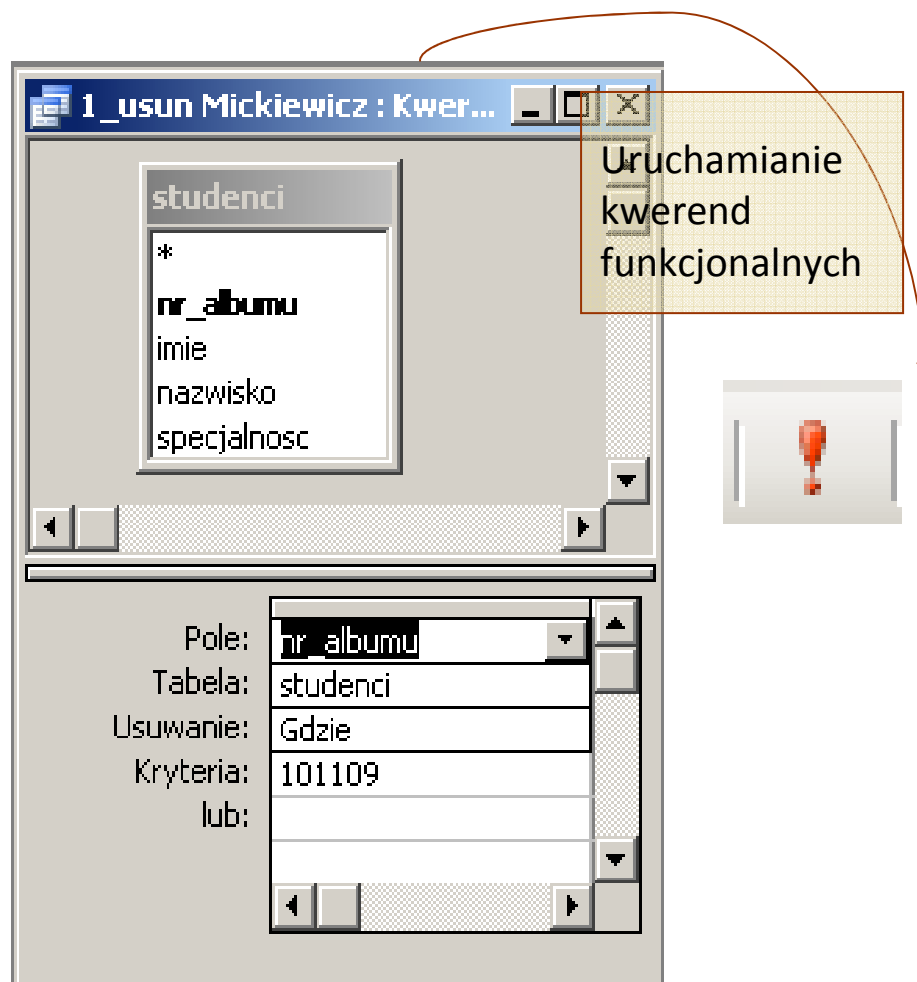 1_usun Mickiewicz : Kwer...
Uruchamianie
kwerend
funkcjonalnych
studenci
*
nr_albumu
imie
nazwisko
specjalnosc
Pole: nr_albumu
Tabela: studenci
Usuwanie: Gdzie
Kryteria: 101109
lub: